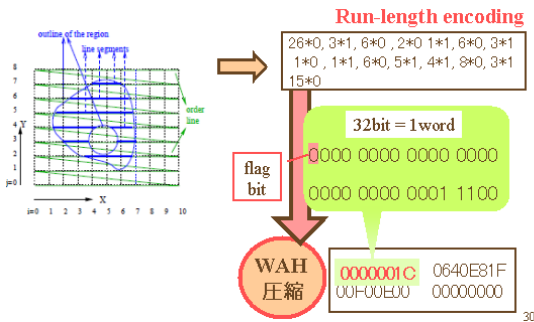 Run-length encoding
outline of the region
line segments
26*0, 3*1, 6*0 , 2*0 1*1, 6*0, 3*1
1*0 , 1*1, 6*0, 5*1, 4*1, 8*0, 3*1
15*0
8
7
6
5
4
3
2
1
j=0
Y
order
line
i=0 1 2 3 4 5 6 7 8 9 10
X
32bit = 1word
flag
bit
0000 0000 0000 0000
0000 0000 0001 1100
WAH
圧縮
0000001C 0640E81F
00F00E00 00000000
30